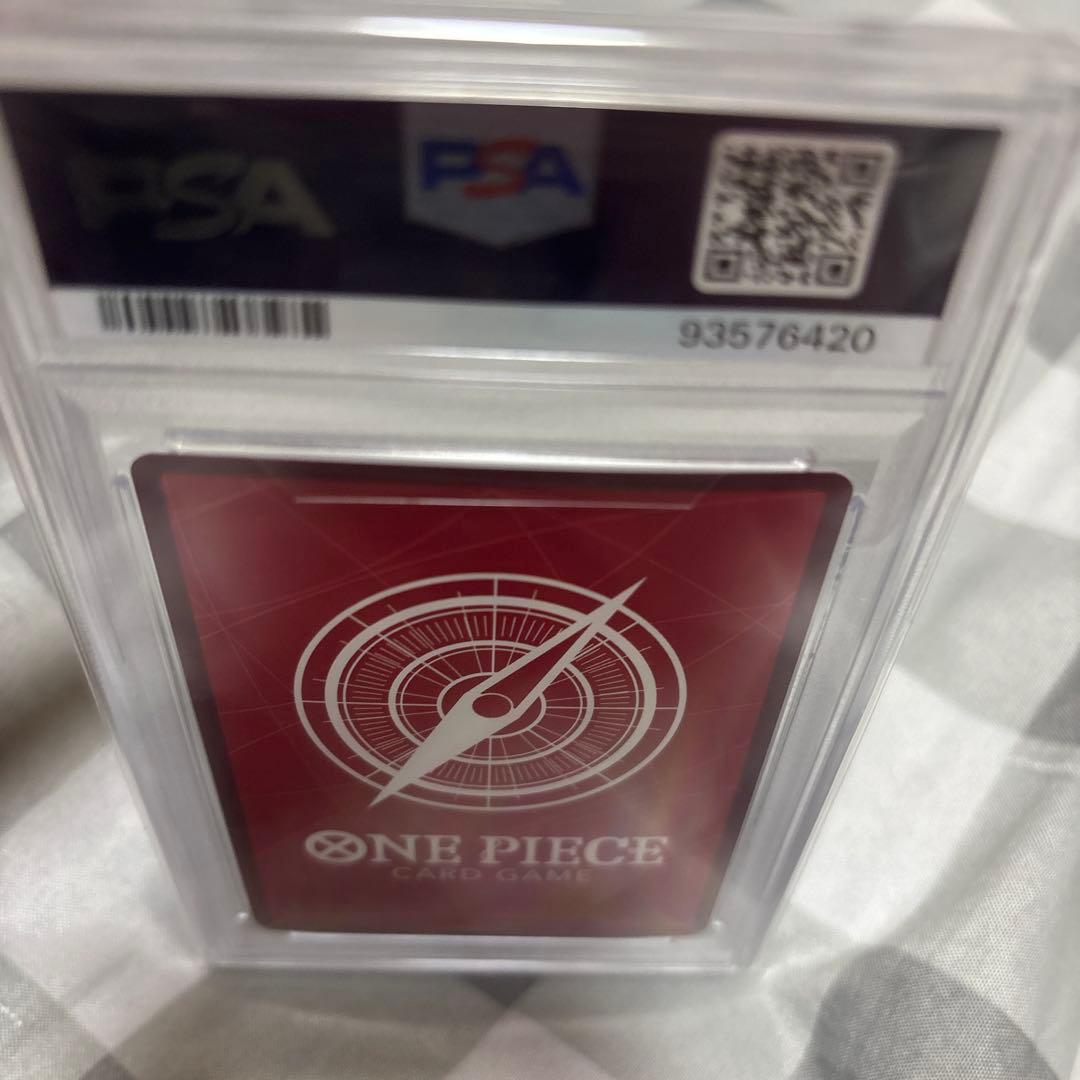 PSA PSA
93576420
ONE PIECE
CARD GAME